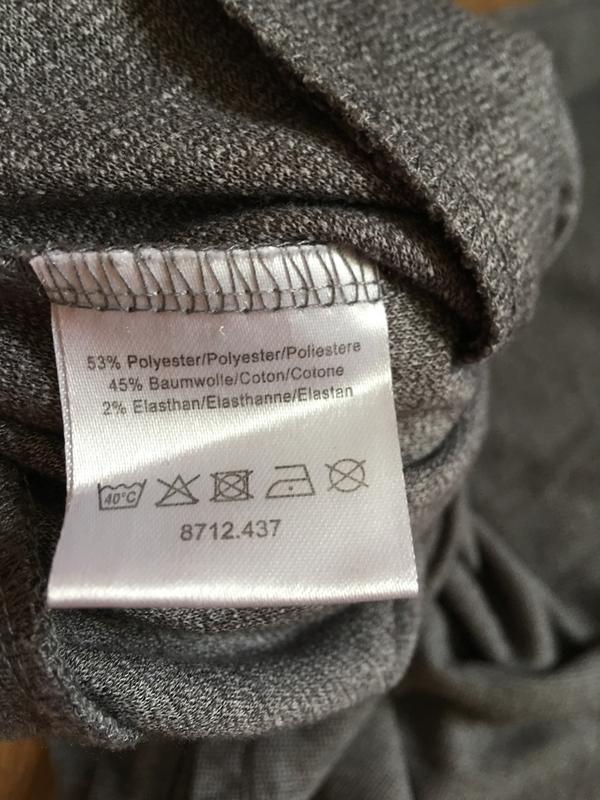 53% Polyester/Polyester/Poliestere
45% Baumwolle/Coton/Cotone
2% Elasthan/Elasthanne/Elastan
40°C
8712.437